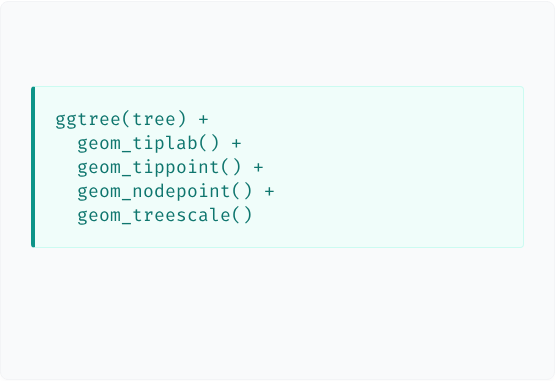 ggtree(tree) +
  geom_tiplab() +
  geom_tippoint() +
  geom_nodepoint() +
  geom_treescale()